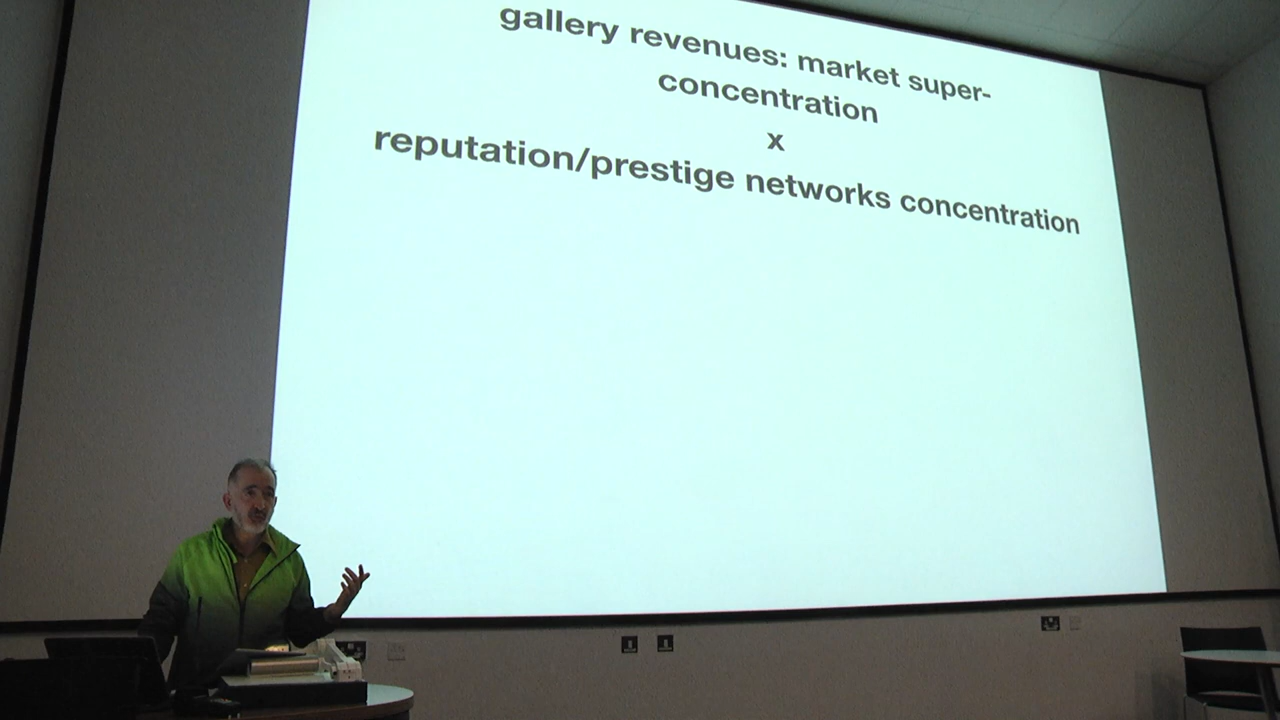 gallery revenues: market super-
concentration
x
reputation/prestige networks concentration